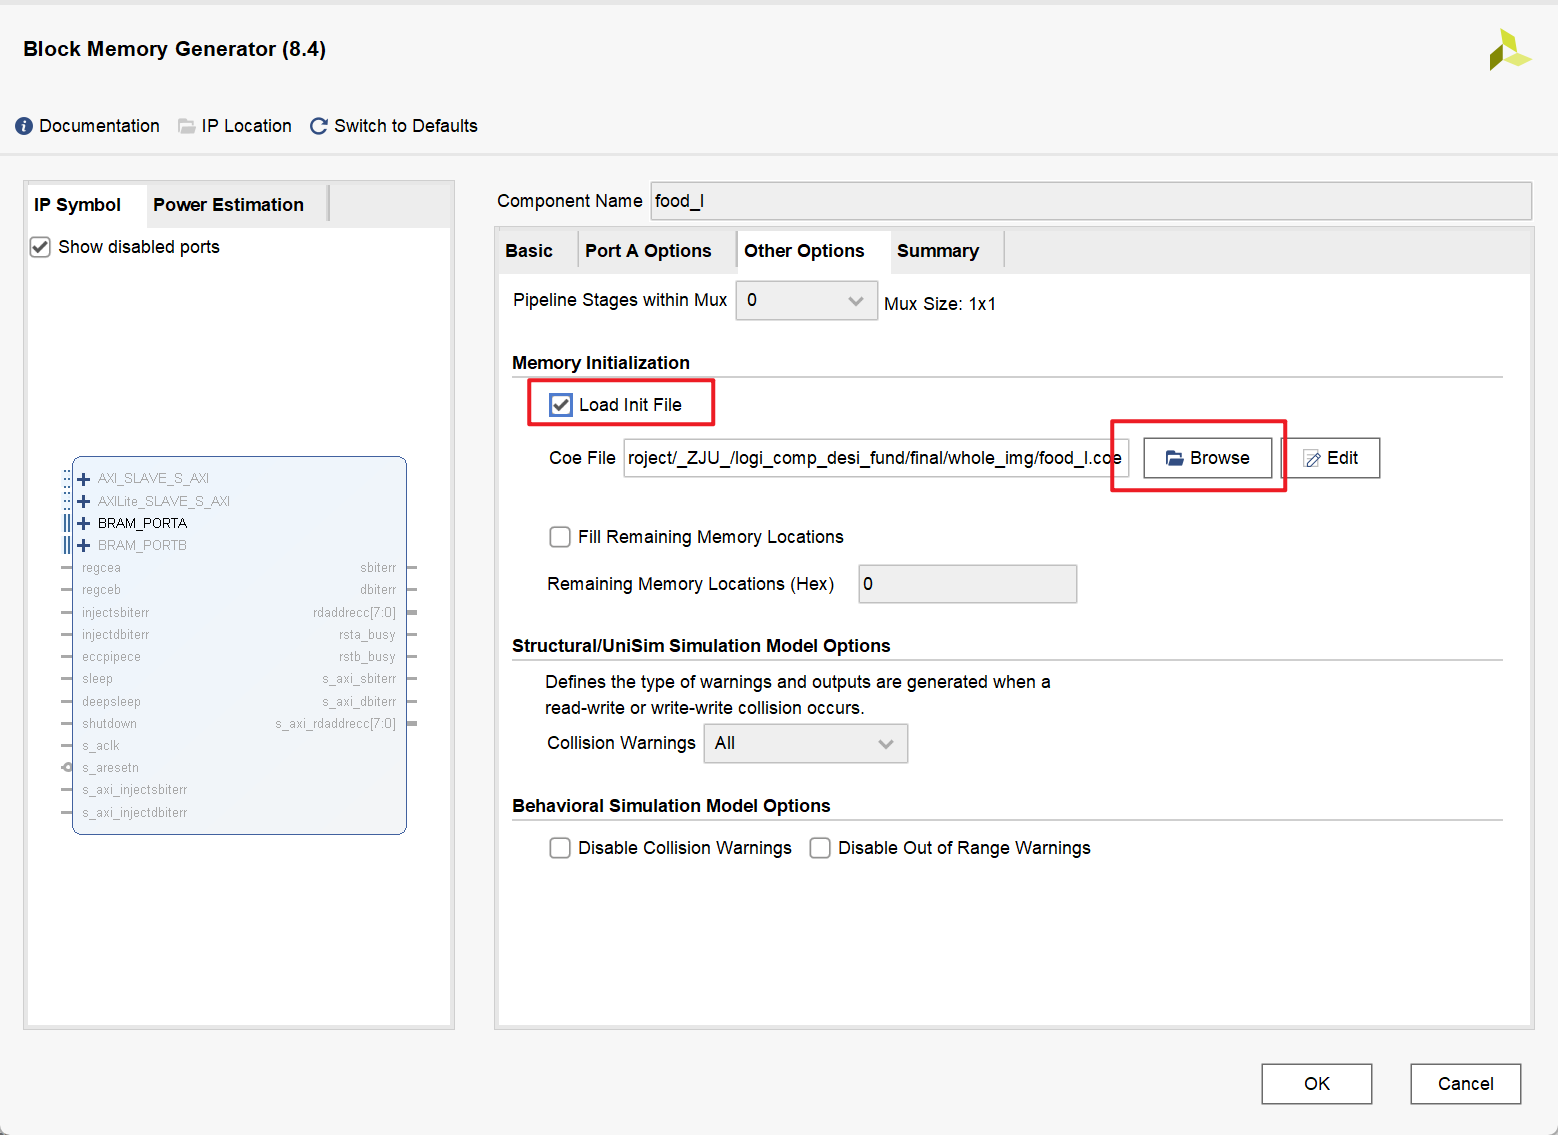 Block Memory Generator (8.4)
Documentation IP Location Switch to Defaults
IP Symbol Power Estimation
Show disabled ports
AXI_SLAVE_S_AXI
AXILite_SLAVE_S_AXI
BRAM_PORTA
BRAM_PORTB
regcea sbiterr
regceb dbiterr
injectsbiterr rdaddrecc[7:0]
injectdbiterr rsta_busy
eccpipece rstb_busy
sleep s_axi_sbiterr
deepsleep s_axi_dbiterr
shutdown s_axi_rdaddrecc[7:0]
s_aclk
s_aresetn
s_axi_injectsbiterr
s_axi_injectdbiterr
Component Name food_l
Basic Port A Options Other Options Summary
Pipeline Stages within Mux 0 Mux Size: 1x1
Memory Initialization
Load Init File
Coe File roject/_ZJU_/logi_comp_desi_fund/final/whole_img/food_l.coe Browse Edit
Fill Remaining Memory Locations
Remaining Memory Locations (Hex) 0
Structural/UniSim Simulation Model Options
Defines the type of warnings and outputs are generated when a
read-write or write-write collision occurs.
Collision Warnings All
Behavioral Simulation Model Options
Disable Collision Warnings Disable Out of Range Warnings
OK Cancel